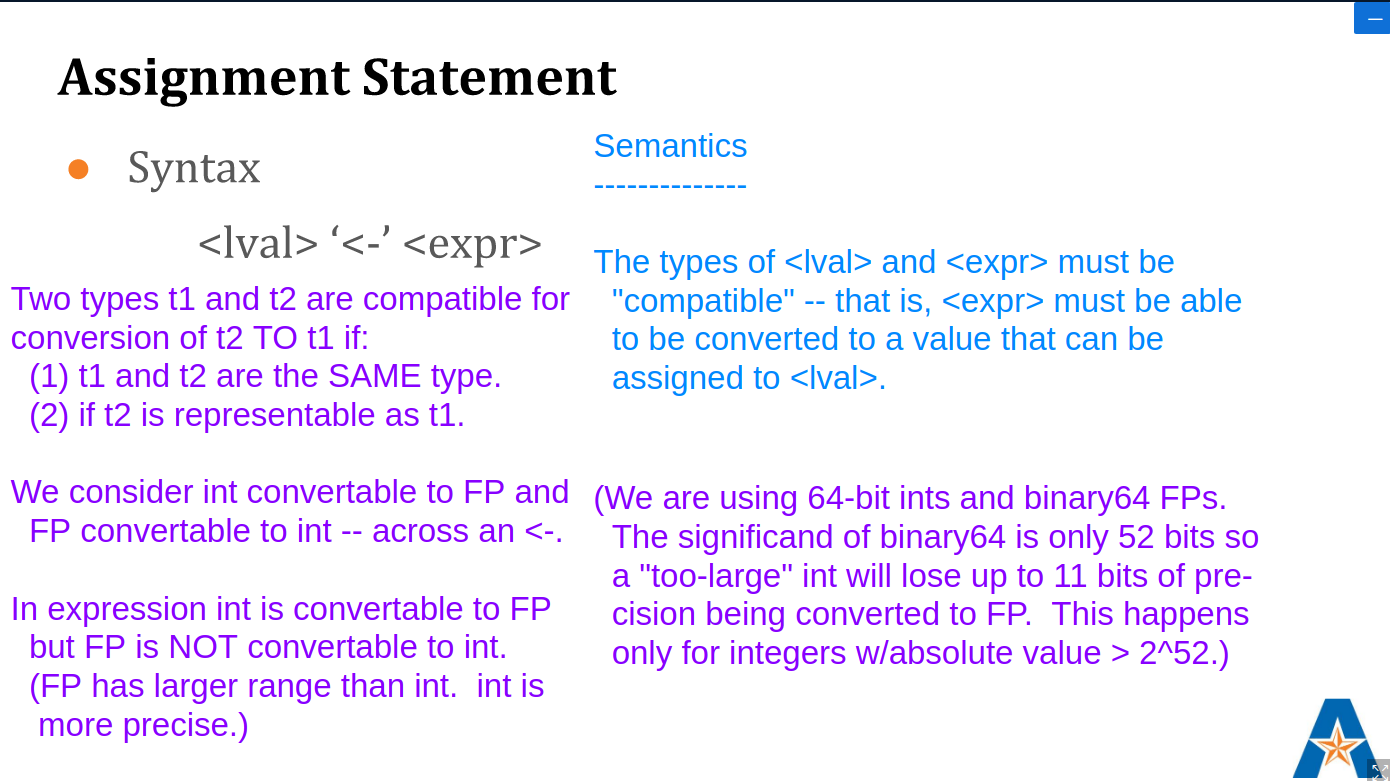 Assignment Statement
Syntax
<lval> ‘<-’ <expr>
Two types t1 and t2 are compatible for
conversion of t2 TO t1 if:
(1) t1 and t2 are the SAME type.
(2) if t2 is representable as t1.
We consider int convertable to FP and
FP convertable to int -- across an <-.
In expression int is convertable to FP
but FP is NOT convertable to int.
(FP has larger range than int.  int is
more precise.)
Semantics
--------------
The types of <lval> and <expr> must be
"compatible" -- that is, <expr> must be able
to be converted to a value that can be
assigned to <lval>.
(We are using 64-bit ints and binary64 FPs.
The significand of binary64 is only 52 bits so
a "too-large" int will lose up to 11 bits of pre-
cision being converted to FP.  This happens
only for integers w/absolute value > 2^52.)